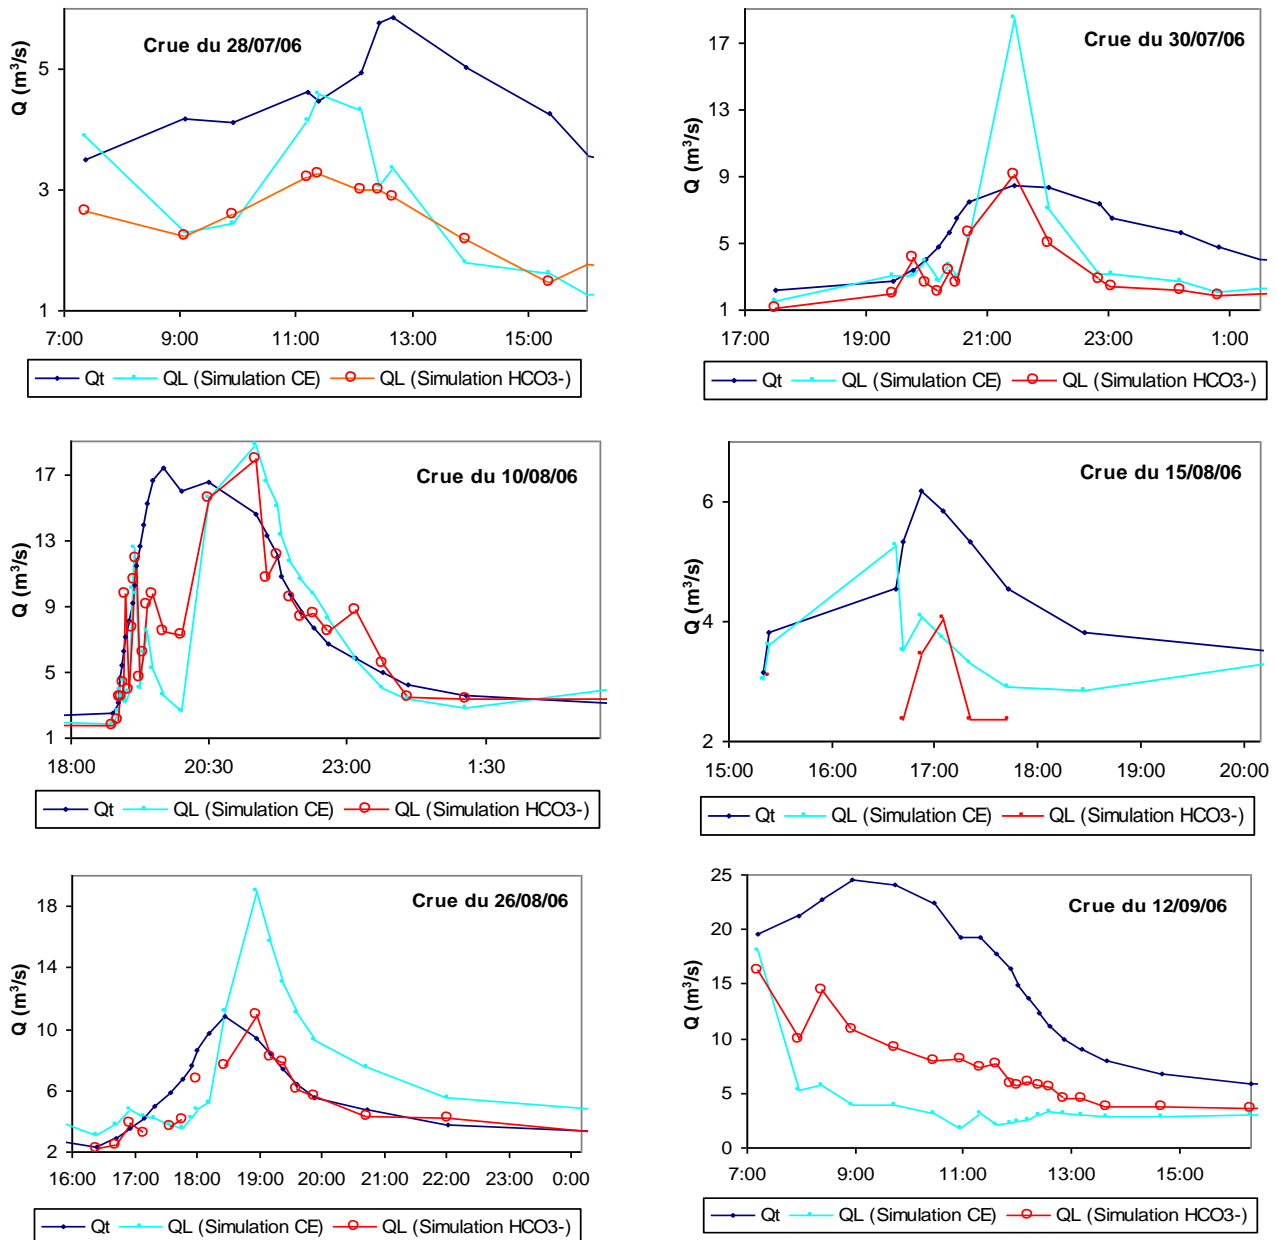 Crue du 28/07/06
Q (m³/s)
5
3
1
7:00 9:00 11:00 13:00 15:00
Qt QL (Simulation CE) QL (Simulation HCO3-)
Crue du 30/07/06
Q (m³/s)
17
13
9
5
1
17:00 19:00 21:00 23:00 1:00
Qt QL (Simulation CE) QL (Simulation HCO3-)
Crue du 10/08/06
Q (m³/s)
17
13
9
5
1
18:00 20:30 23:00 1:30
Qt QL (Simulation CE) QL (Simulation HCO3-)
Crue du 15/08/06
Q (m³/s)
6
4
2
15:00 16:00 17:00 18:00 19:00 20:00
Qt QL (Simulation CE) QL (Simulation HCO3-)
Crue du 26/08/06
Q (m³/s)
18
14
10
6
2
16:00 17:00 18:00 19:00 20:00 21:00 22:00 23:00 0:00
Qt QL (Simulation CE) QL (Simulation HCO3-)
Crue du 12/09/06
Q (m³/s)
25
20
15
10
5
0
7:00 9:00 11:00 13:00 15:00
Qt QL (Simulation CE) QL (Simulation HCO3-)